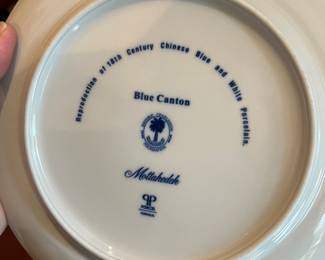 Reproduction of 18th Century Chinese Blue and White Porcelain.
Blue Canton
Mottahedeh